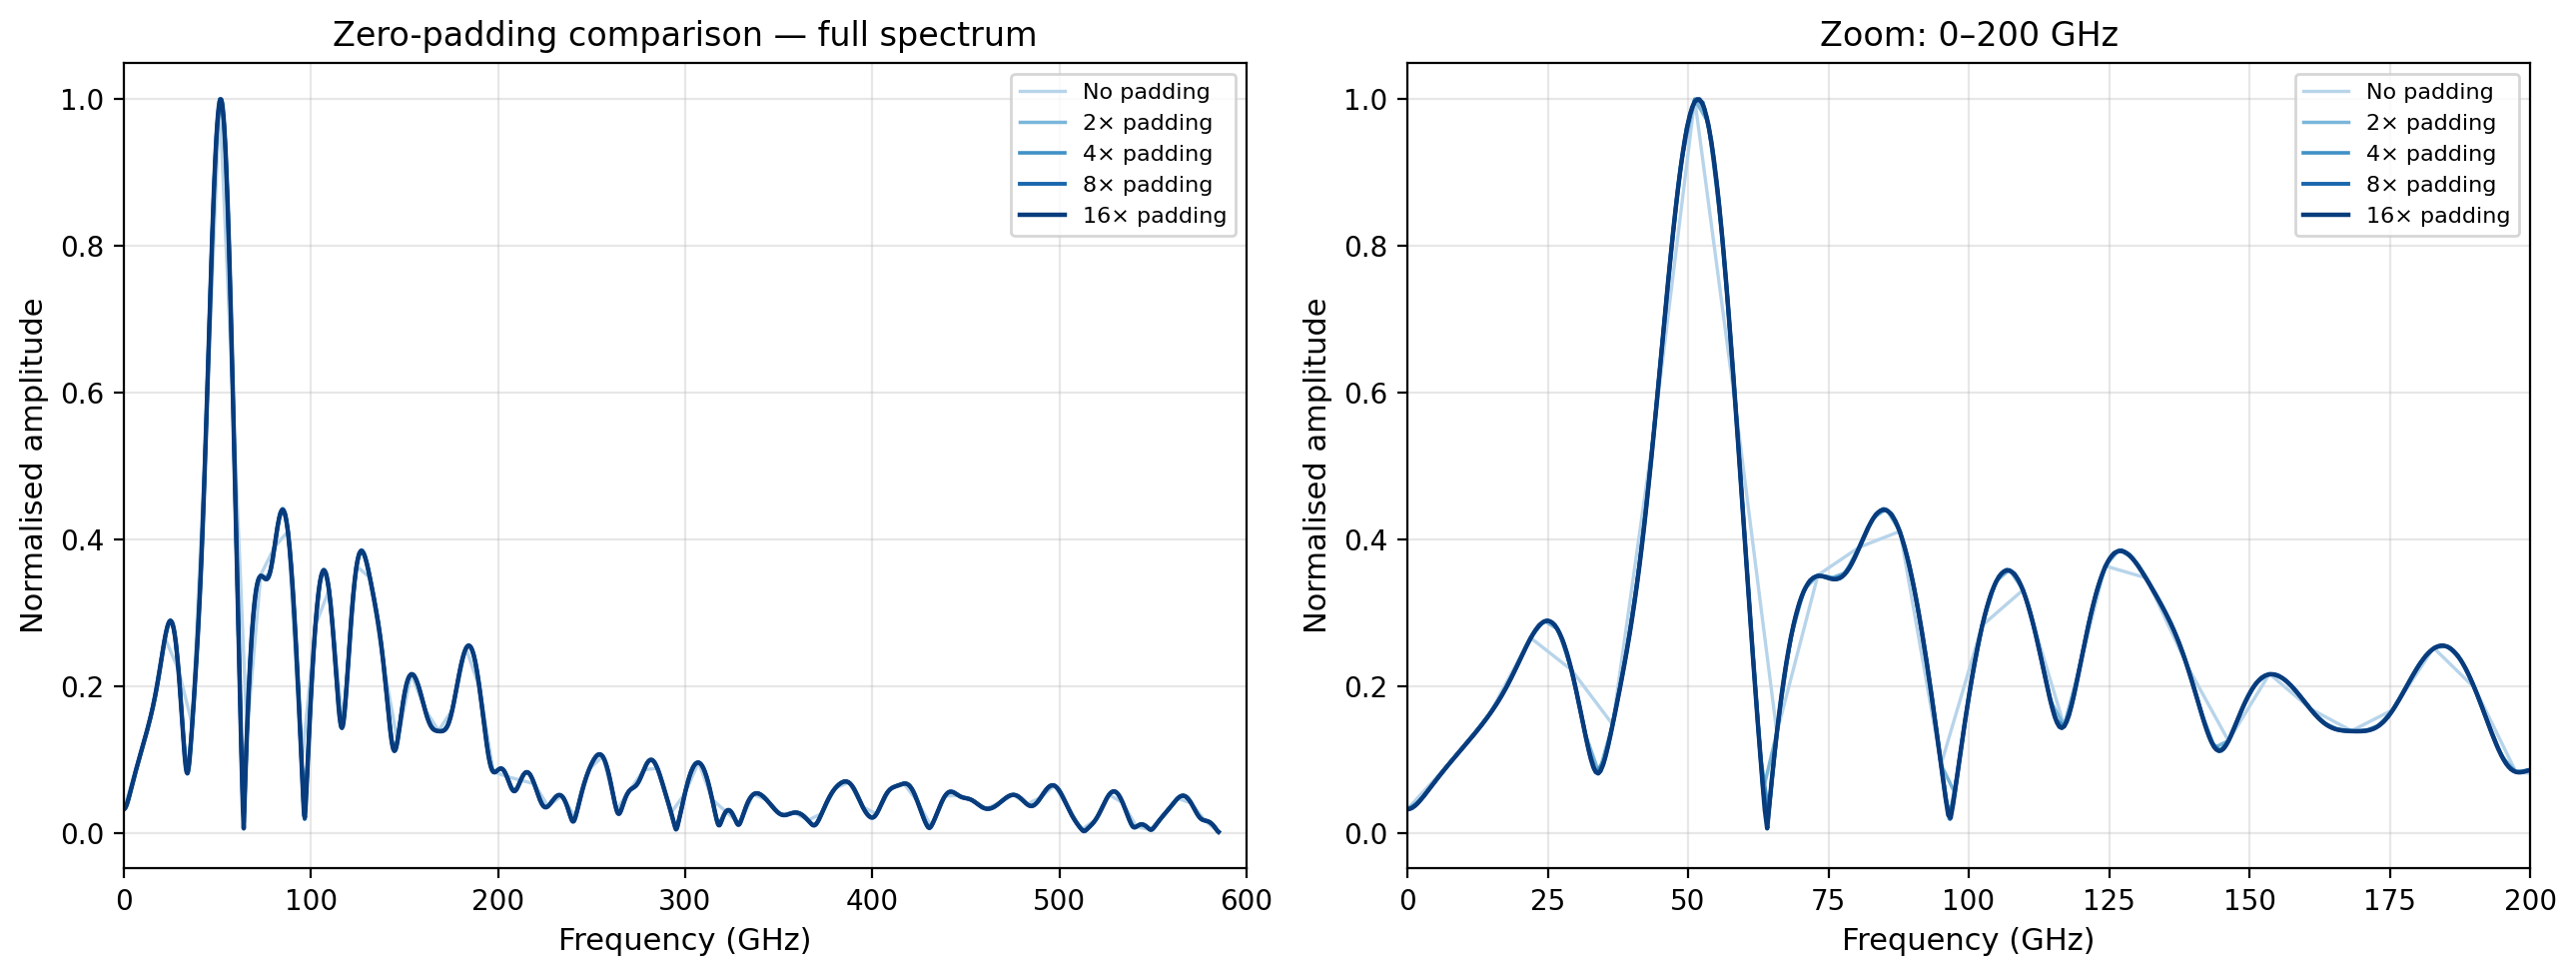 Zero-padding comparison — full spectrum
Normalised amplitude
1.0
0.8
0.6
0.4
0.2
0.0
No padding
2× padding
4× padding
8× padding
16× padding
0 100 200 300 400 500 600
Frequency (GHz)
Zoom: 0–200 GHz
Normalised amplitude
1.0
0.8
0.6
0.4
0.2
0.0
No padding
2× padding
4× padding
8× padding
16× padding
0 25 50 75 100 125 150 175 200
Frequency (GHz)